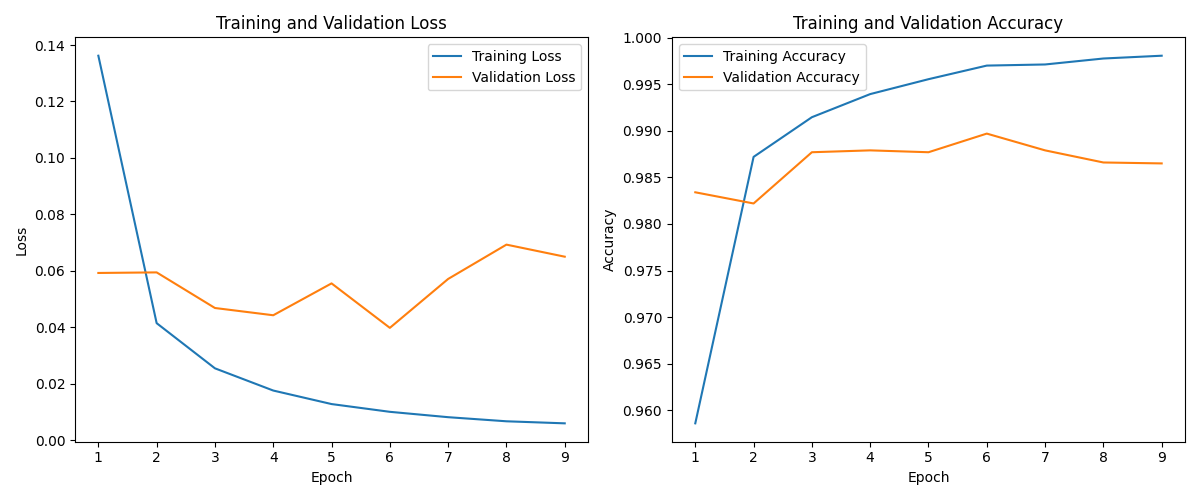 Training and Validation Loss
Training Loss
Validation Loss
0.14
0.12
0.10
0.08
0.06
0.04
0.02
0.00
Loss
1 2 3 4 5 6 7 8 9
Epoch
Training and Validation Accuracy
Training Accuracy
Validation Accuracy
1.000
0.995
0.990
0.985
0.980
0.975
0.970
0.965
0.960
Accuracy
1 2 3 4 5 6 7 8 9
Epoch